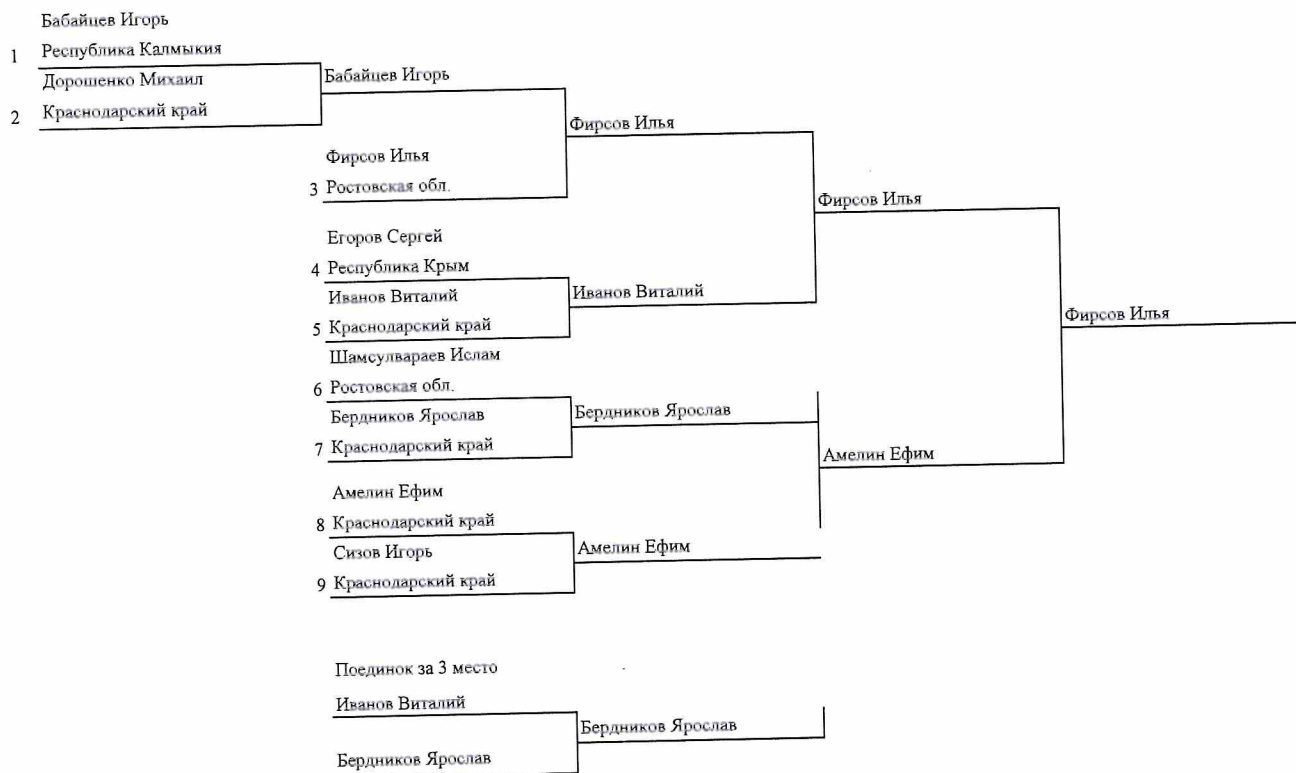 Бабайцев Игорь
1 Республика Калмыкия
Дорошенко Михаил
2 Краснодарский край
Бабайцев Игорь
Фирсов Илья
3 Ростовская обл.
Фирсов Илья
Егоров Сергей
4 Республика Крым
Иванов Виталий
5 Краснодарский край
Иванов Виталий
Фирсов Илья
Шамсулвараев Ислам
6 Ростовская обл.
Бердников Ярослав
7 Краснодарский край
Бердников Ярослав
Амелин Ефим
8 Краснодарский край
Сизов Игорь
9 Краснодарский край
Амелин Ефим
Амелин Ефим
Фирсов Илья
Поединок за 3 место
Иванов Виталий
Бердников Ярослав
Бердников Ярослав